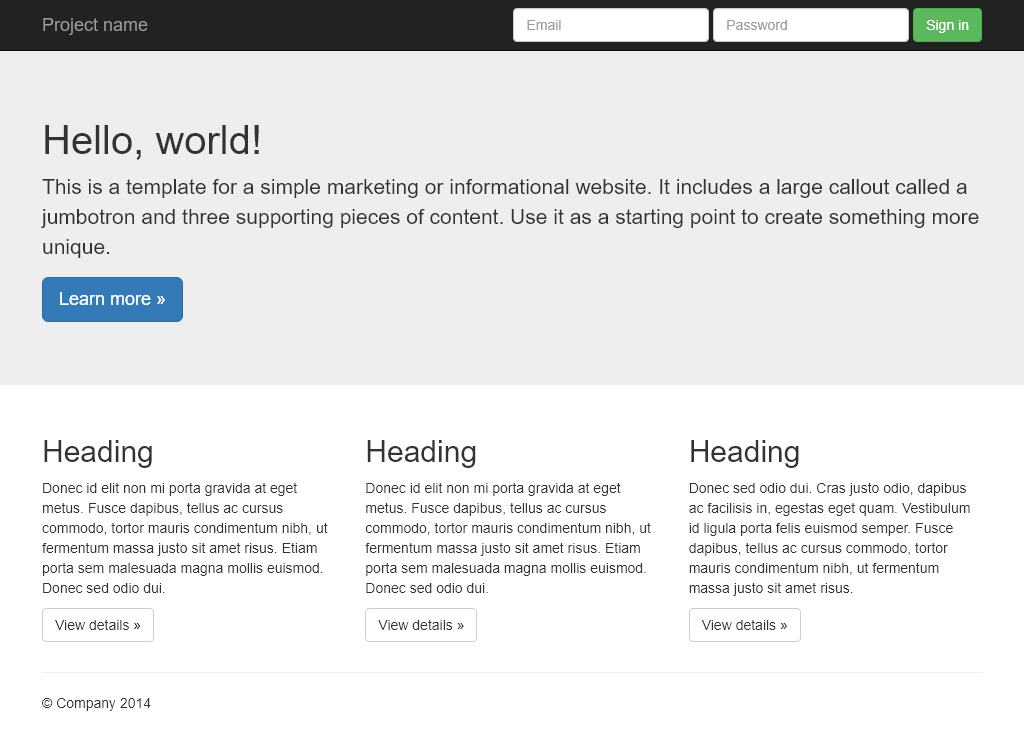 Project name
Email
Password
Sign in
Hello, world!
This is a template for a simple marketing or informational website. It includes a large callout called a
jumbotron and three supporting pieces of content. Use it as a starting point to create something more
unique.
Learn more »
Heading
Donec id elit non mi porta gravida at eget
metus. Fusce dapibus, tellus ac cursus
commodo, tortor mauris condimentum nibh, ut
fermentum massa justo sit amet risus. Etiam
porta sem malesuada magna mollis euismod.
Donec sed odio dui.
View details »
Heading
Donec id elit non mi porta gravida at eget
metus. Fusce dapibus, tellus ac cursus
commodo, tortor mauris condimentum nibh, ut
fermentum massa justo sit amet risus. Etiam
porta sem malesuada magna mollis euismod.
Donec sed odio dui.
View details »
Heading
Donec sed odio dui. Cras justo odio, dapibus
ac facilisis in, egestas eget quam. Vestibulum
id ligula porta felis euismod semper. Fusce
dapibus, tellus ac cursus commodo, tortor
mauris condimentum nibh, ut fermentum
massa justo sit amet risus.
View details »
© Company 2014